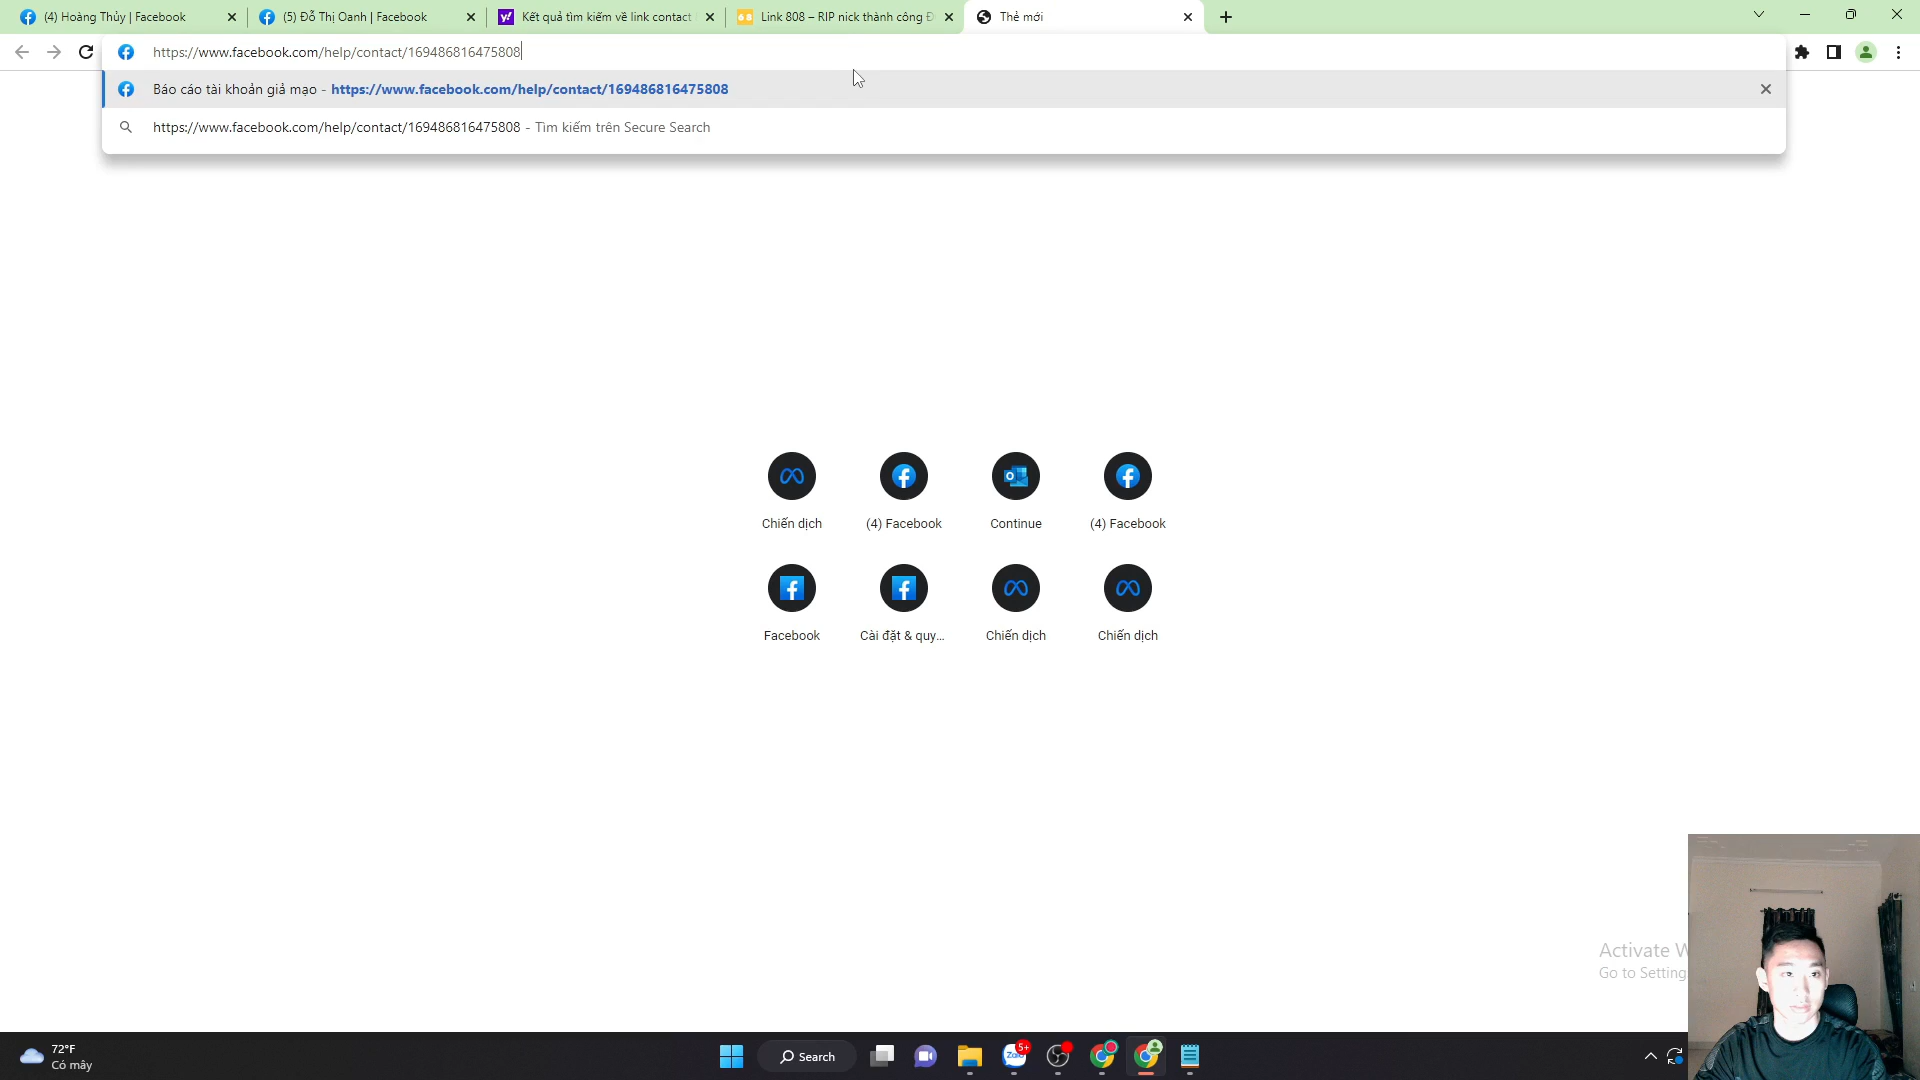 (4) Hoàng Thủy | Facebook
(5) Đỗ Thị Oanh | Facebook
Kết quả tìm kiếm về link contact
Link 808 – RIP nick thành công Đ
Thẻ mới
https://www.facebook.com/help/contact/169486816475808
Báo cáo tài khoản giả mạo - https://www.facebook.com/help/contact/169486816475808
https://www.facebook.com/help/contact/169486816475808 - Tìm kiếm trên Secure Search
Chiến dịch
(4) Facebook
Continue
(4) Facebook
Facebook
Cài đặt & quy...
Chiến dịch
Chiến dịch
Activate W
Go to Setting
72°F
Có mây
Search
Zalo
5+